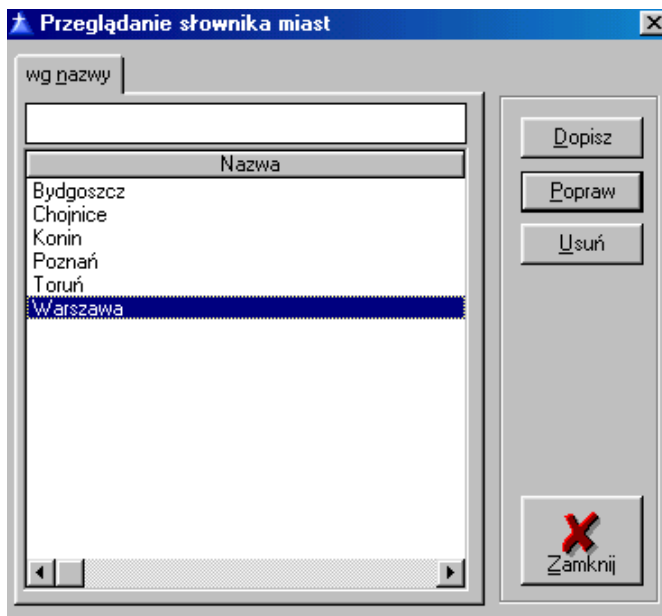 Przeglądanie słownika miast
wg nazwy
Nazwa
Bydgoszcz
Chojnice
Konin
Poznań
Toruń
Warszawa
Dopisz
Popraw
Usuń
Zamknij